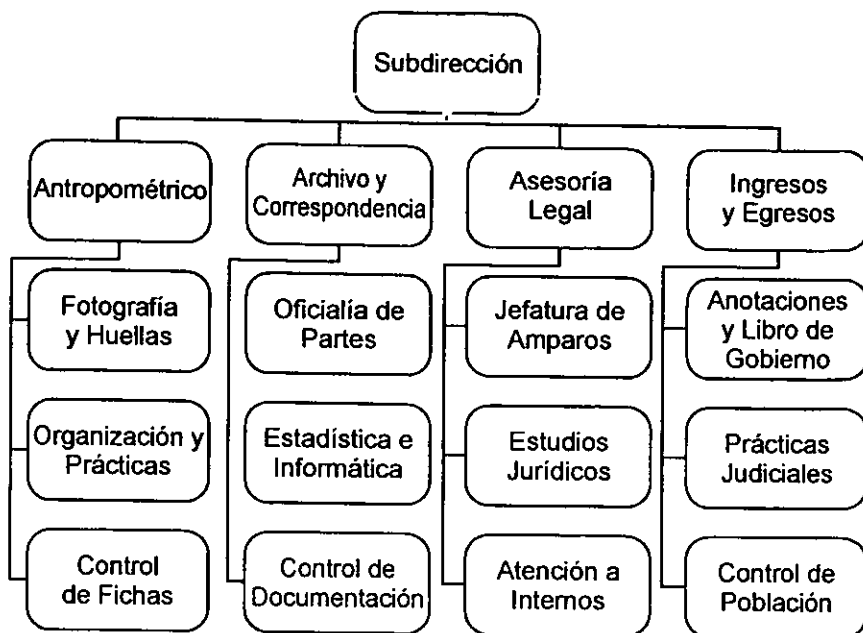 Subdirección
Antropométrico
Archivo y
Correspondencia
Asesoría
Legal
Ingresos
y Egresos
Fotografía
y Huellas
Oficialía de
Partes
Jefatura de
Amparos
Anotaciones
y Libro de
Gobierno
Organización y
Prácticas
Estadística e
Informática
Estudios
Jurídicos
Prácticas
Judiciales
Control
de Fichas
Control de
Documentación
Atención a
Internos
Control de
Población